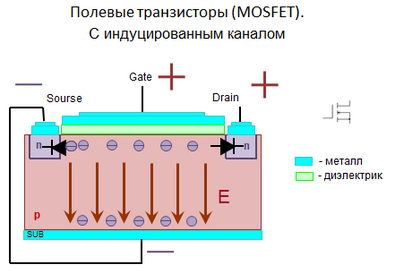 Полевые транзисторы (MOSFET).
С индуцированным каналом
Gate
Sourse
Drain
n
n
- металл
- диэлектрик
E
p
SUB